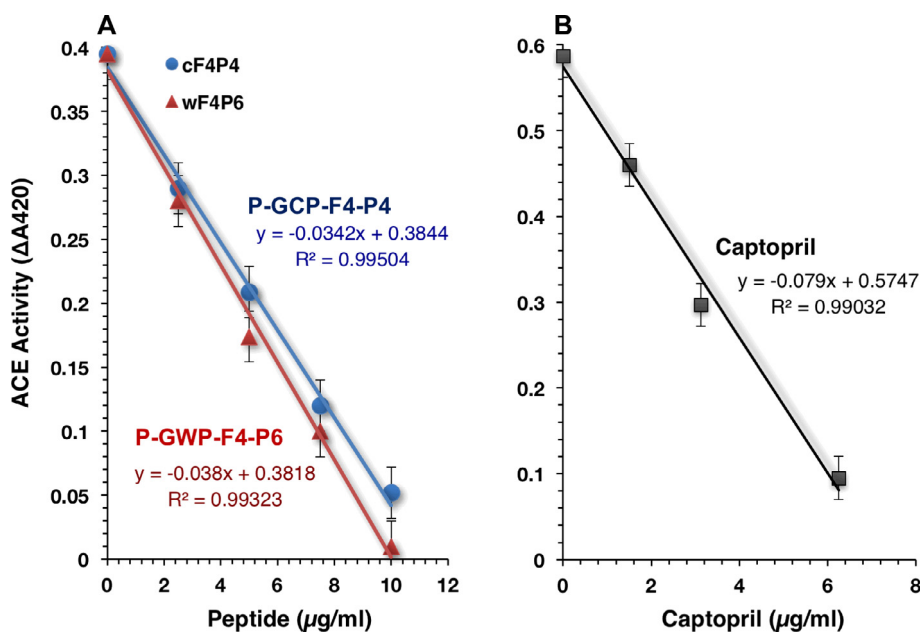 A
cF4P4
wF4P6
P-GCP-F4-P4
y = -0.0342x + 0.3844
R² = 0.99504
P-GWP-F4-P6
y = -0.038x + 0.3818
R² = 0.99323
ACE Activity (ΔA420)
0.4
0.35
0.3
0.25
0.2
0.15
0.1
0.05
0
0 2 4 6 8 10 12
Peptide (µg/ml)
B
Captopril
y = -0.079x + 0.5747
R² = 0.99032
0.6
0.5
0.4
0.3
0.2
0.1
0
0 2 4 6 8
Captopril (µg/ml)